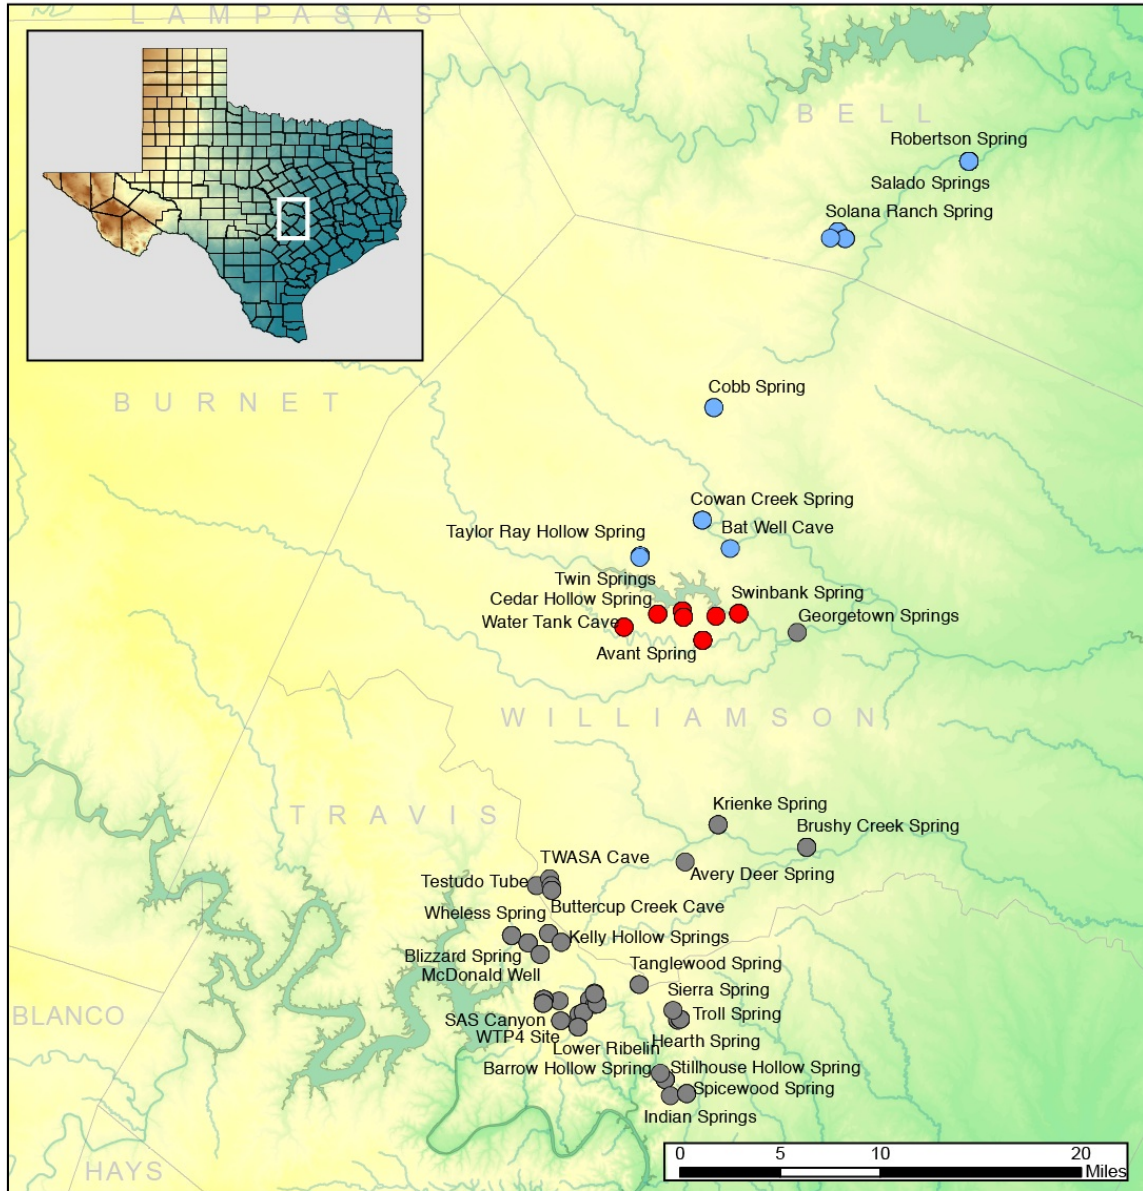 LAMPASAS
BELL
Robertson Spring
Salado Springs
Solana Ranch Spring
BURNET
Cobb Spring
Cowan Creek Spring
Taylor Ray Hollow Spring
Bat Well Cave
Twin Springs
Cedar Hollow Spring
Swinbank Spring
Water Tank Cave
Georgetown Springs
Avant Spring
WILLIAMSON
TRAVIS
Krienke Spring
Brushy Creek Spring
TWASA Cave
Avery Deer Spring
Testudo Tube
Buttercup Creek Cave
Wheless Spring
Kelly Hollow Springs
Blizzard Spring
Tanglewood Spring
McDonald Well
Sierra Spring
BLANCO
SAS Canyon
Troll Spring
WTP4 Site
Hearth Spring
Lower Ribelin
Barrow Hollow Spring
Stillhouse Hollow Spring
Spicewood Spring
Indian Springs
HAYS
0 5 10 20
Miles